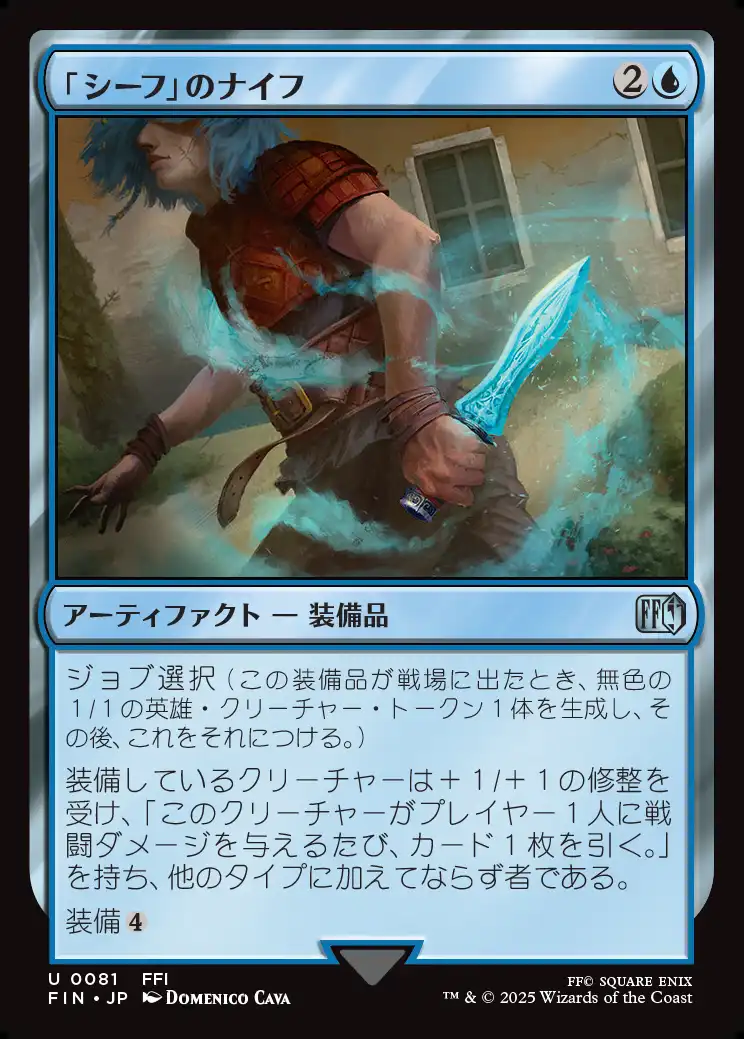 「シーフ」のナイフ 2
アーティファクト — 装備品 FF
ジョブ選択（この装備品が戦場に出たとき、無色の
１/１の英雄・クリーチャー・トークン１体を生成し、そ
の後、これをそれにつける。）
装備しているクリーチャーは＋１/＋１の修整を
受け、「このクリーチャーがプレイヤー１人に戦
闘ダメージを与えるたび、カード１枚を引く。」
を持ち、他のタイプに加えてならず者である。
装備 4
U 0081 FFI
FIN • JP DOMENICO CAVA
FF© SQUARE ENIX
™ & © 2025 Wizards of the Coast